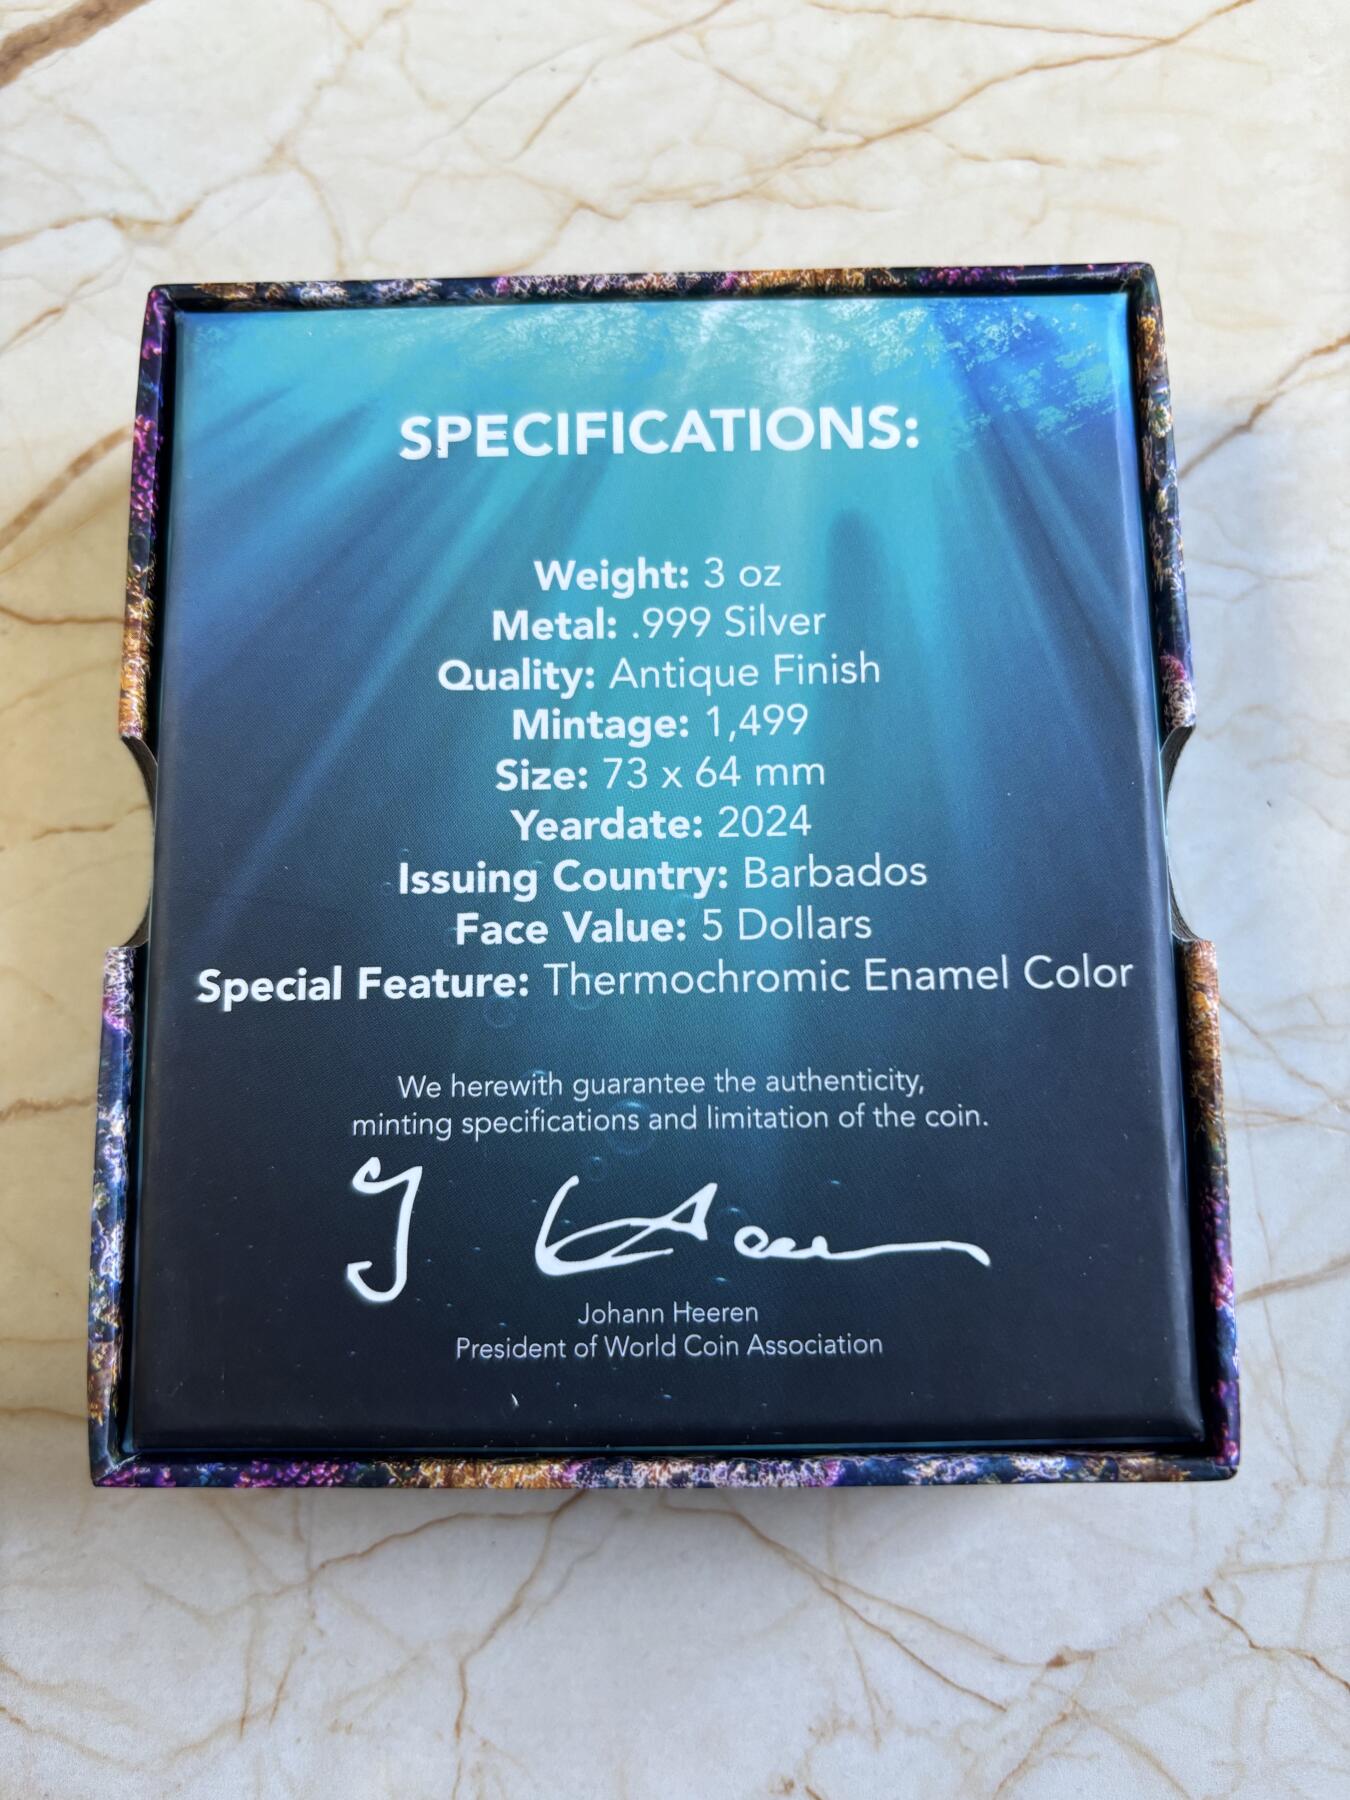 SPECIFICATIONS:
Weight: 3 oz
Metal: .999 Silver
Quality: Antique Finish
Mintage: 1,499
Size: 73 x 64 mm
Yeardate: 2024
Issuing Country: Barbados
Face Value: 5 Dollars
Special Feature: Thermochromic Enamel Color
We herewith guarantee the authenticity,
minting specifications and limitation of the coin.
Johann Heeren
President of World Coin Association